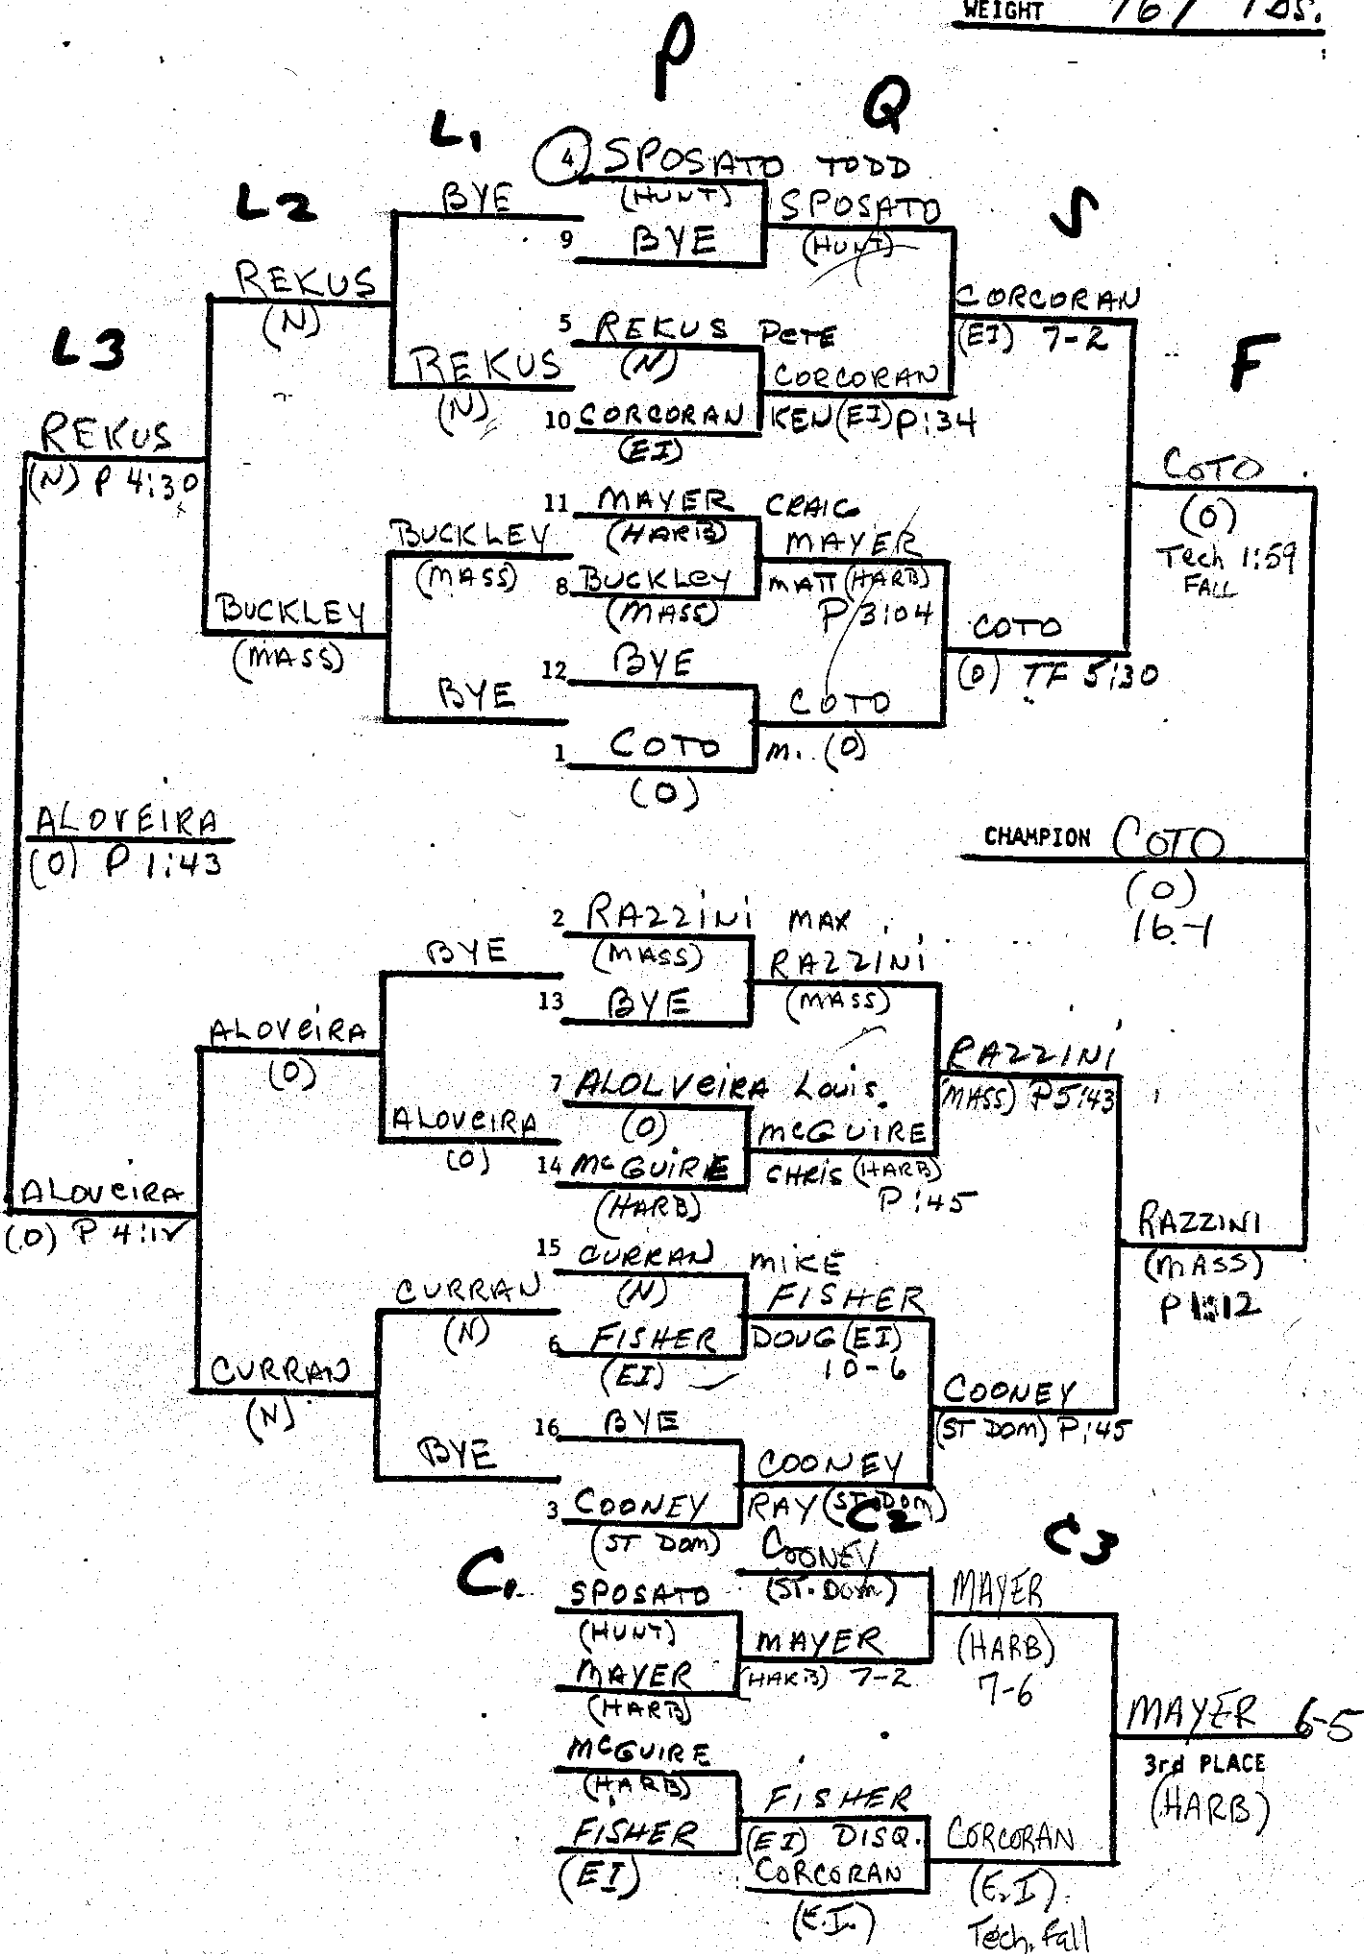 WEIGHT 167 lbs.
P
Q
L1
4 SPOSATO TODD
(HUNT)
L2
BYE
SPOSATO
(HUNT)
S
9 BYE
REKUS
(N)
CORCORAN
(EI) 7-2
L3
5 REKUS PETE
(N)
F
REKUS
(N)
CORCORAN
KEN (EI) P :34
10 CORCORAN
(EI)
REKUS
(N) P 4:30
COTO
(O)
Tech 1:59
FALL
11 MAYER CRAIG
(HARB)
BUCKLEY
(MASS)
MAYER
MATT (HARB)
P 3:04
8 BUCKLEY
(MASS)
BUCKLEY
(MASS)
COTO
(O) TF 5:30
12 BYE
BYE
COTO
M. (O)
1 COTO
(O)
ALOVEIRA
(O) P 1:43
CHAMPION COTO
(O)
16-1
2 RAZZINI MAX
(MASS)
BYE
RAZZINI
(MASS)
13 BYE
ALOVEIRA
(O)
RAZZINI
(MASS) P 5:43
7 ALOLVEIRA LOUIS
(O)
ALOVEIRA
(O)
McGUIRE
CHRIS (HARB)
P :45
14 McGUIRE
(HARB)
ALOVEIRA
(O) P 4:12
RAZZINI
(MASS)
P 1:12
15 CURRAN MIKE
(N)
CURRAN
(N)
FISHER
DOUG (EI)
10-6
6 FISHER
(EI)
CURRAN
(N)
COONEY
(ST DOM) P :45
16 BYE
BYE
COONEY
RAY (ST. DOM)
3 COONEY
(ST DOM)
C1
C2
C3
COONEY
(ST. DOM)
SPOSATO
(HUNT)
MAYER
(HARB)
7-6
MAYER
(HARB) 7-2
MAYER
(HARB)
MAYER 6-5
3rd PLACE
(HARB)
McGUIRE
(HARB)
FISHER
(EI) DISQ.
FISHER
(EI)
CORCORAN
(E.I.)
Tech. fall
CORCORAN
(E.I.)